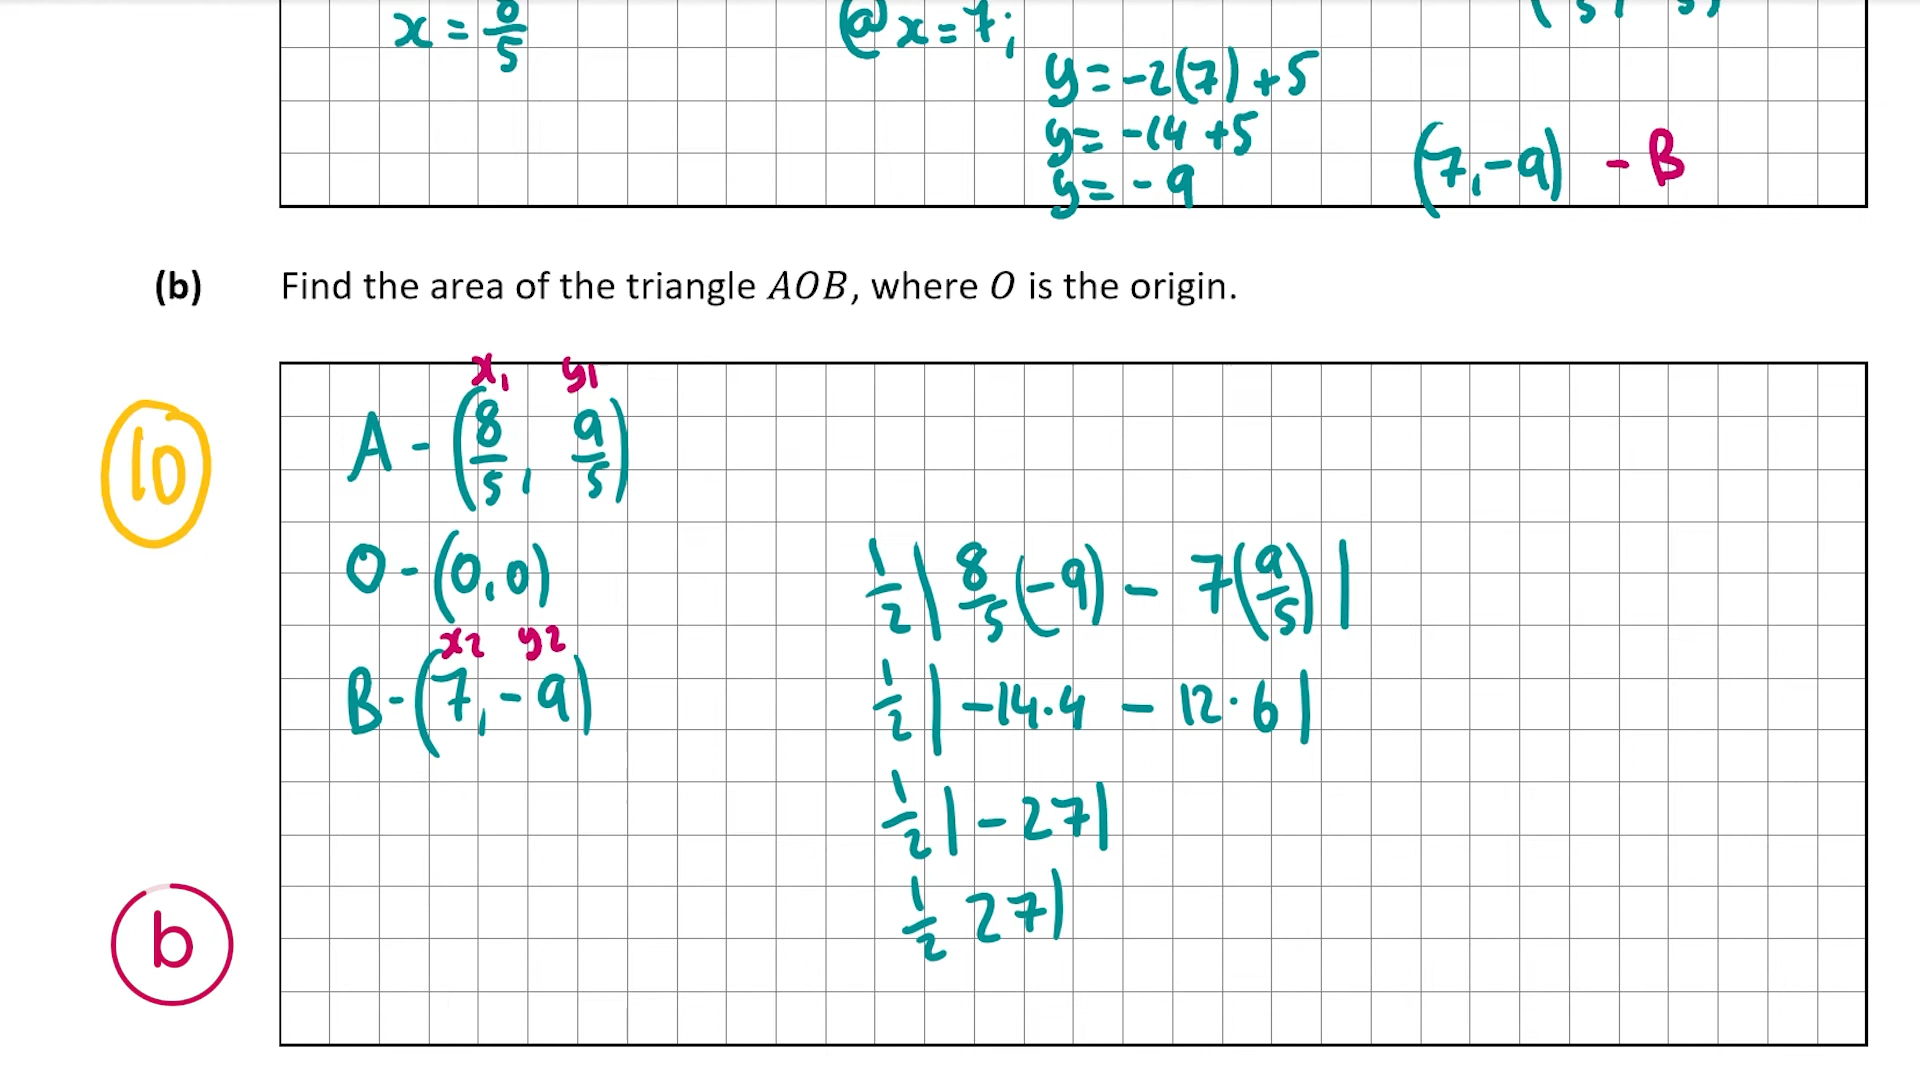 x = 8/5
@ x = 7;
y = -2(7) + 5
y = -14 + 5
y = -9
(7, -9) - B
(b) Find the area of the triangle AOB, where O is the origin.
10
x₁ y₁
A - (8/5, 9/5)
O - (0, 0)
x₂ y₂
B - (7, -9)
1/2 | 8/5 (-9) - 7(9/5) |
1/2 | -14·4 - 12·6 |
1/2 | -27 |
1/2 27 |
b